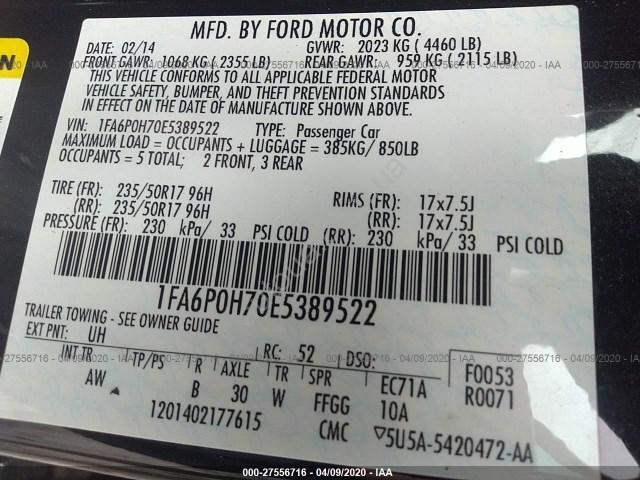 MFD. BY FORD MOTOR CO.
DATE: 02/14 GVWR: 2023 KG ( 4460 LB)
FRONT GAWR: 1068 KG ( 2355 LB) REAR GAWR: 959 KG ( 2115 LB)
THIS VEHICLE CONFORMS TO ALL APPLICABLE FEDERAL MOTOR
VEHICLE SAFETY, BUMPER, AND THEFT PREVENTION STANDARDS
IN EFFECT ON THE DATE OF MANUFACTURE SHOWN ABOVE.
VIN: 1FA6P0H70E5389522 TYPE: Passenger Car
MAXIMUM LOAD = OCCUPANTS + LUGGAGE = 385KG/ 850LB
OCCUPANTS = 5 TOTAL; 2 FRONT, 3 REAR
TIRE (FR): 235/50R17 96H RIMS (FR): 17x7.5J
(RR): 235/50R17 96H (RR): 17x7.5J
PRESSURE (FR): 230 kPa/ 33 PSI COLD (RR): 230 kPa/ 33 PSI COLD
1FA6P0H70E5389522
TRAILER TOWING - SEE OWNER GUIDE
EXT PNT: UH RC: 52 DSO: F0053
INT TR TP/PS R AXLE TR SPR EC71A R0071
AW B 30 W FFGG 10A
1201402177615 CMC ▽5U5A-5420472-AA
000-27556716 - 04/09/2020 - IAA